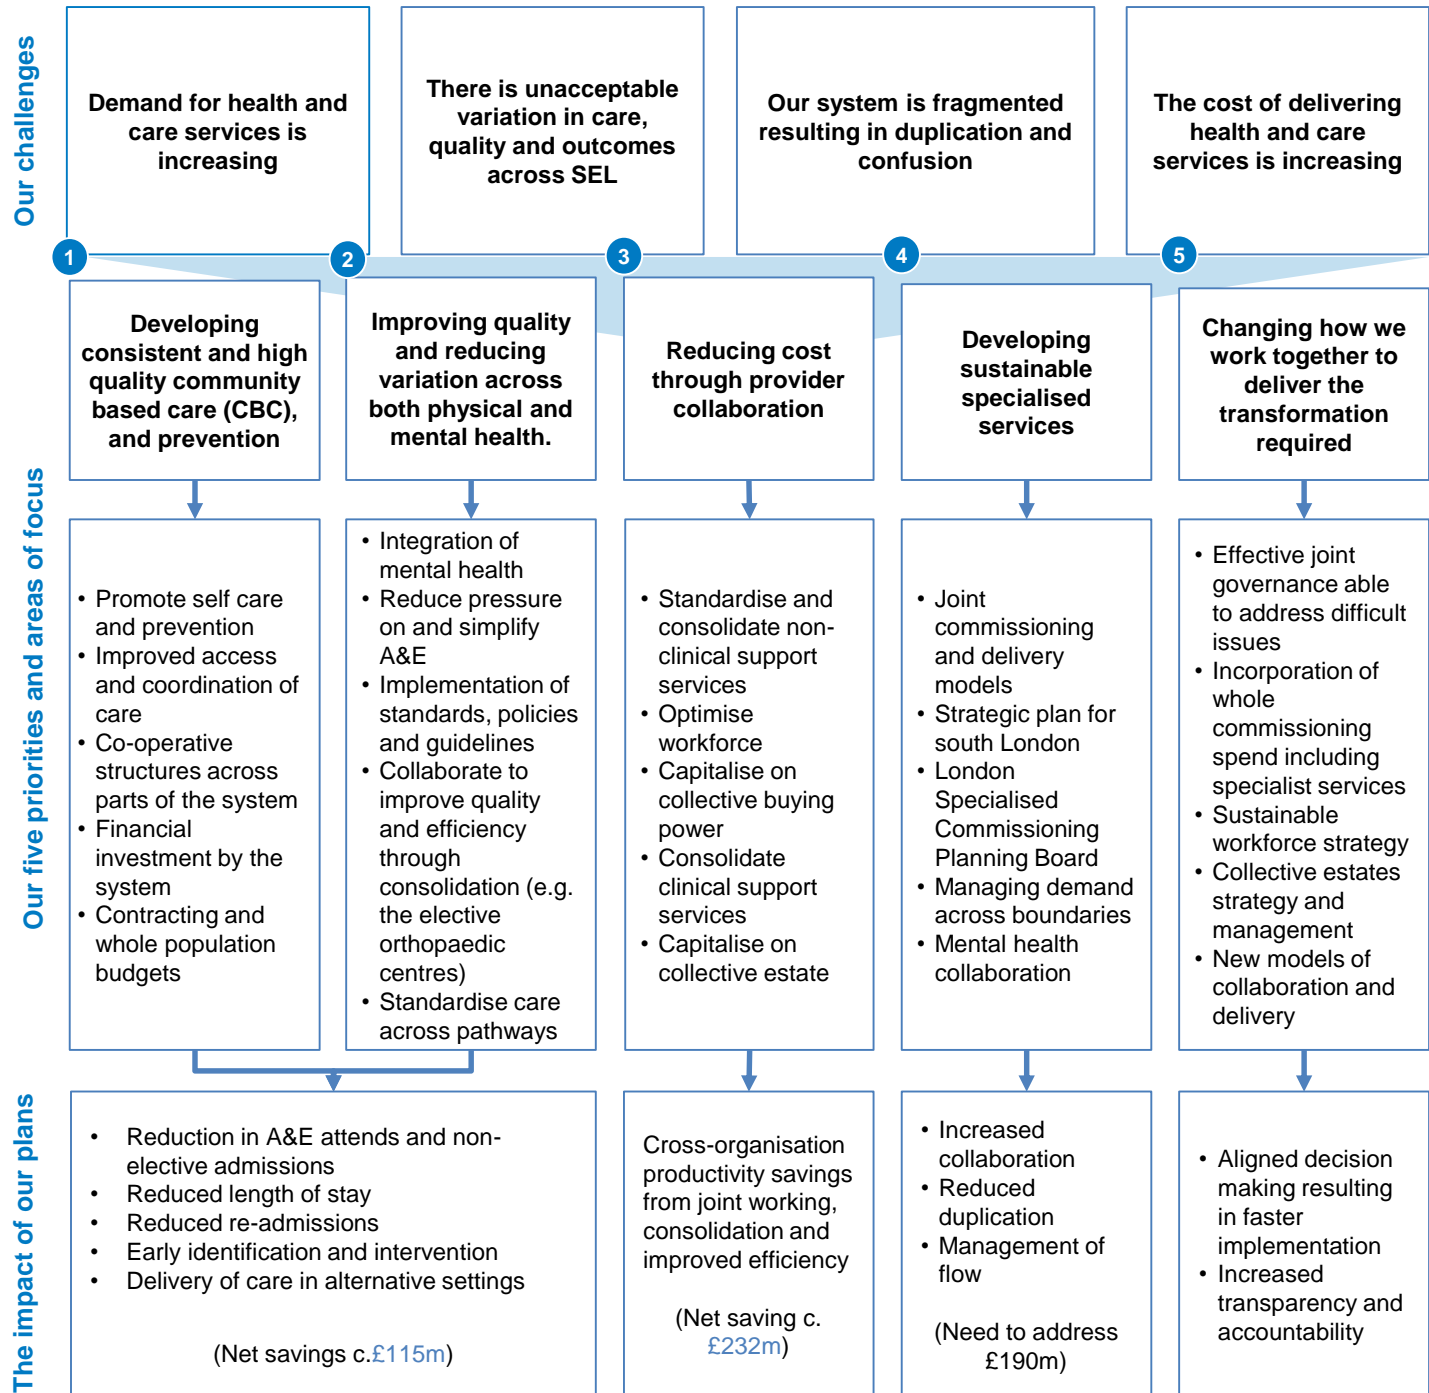 Our challenges
Demand for health and
care services is
increasing
There is unacceptable
variation in care,
quality and outcomes
across SEL
Our system is fragmented
resulting in duplication and
confusion
The cost of delivering
health and care
services is increasing
Our five priorities and areas of focus
1
Developing
consistent and high
quality community
based care (CBC),
and prevention
2
Improving quality
and reducing
variation across
both physical and
mental health.
3
Reducing cost
through provider
collaboration
4
Developing
sustainable
specialised
services
5
Changing how we
work together to
deliver the
transformation
required
• Promote self care
and prevention
• Improved access
and coordination of
care
• Co-operative
structures across
parts of the system
• Financial
investment by the
system
• Contracting and
whole population
budgets
• Integration of
mental health
• Reduce pressure
on and simplify
A&E
• Implementation of
standards, policies
and guidelines
• Collaborate to
improve quality
and efficiency
through
consolidation (e.g.
the elective
orthopaedic
centres)
• Standardise care
across pathways
• Standardise and
consolidate non-
clinical support
services
• Optimise
workforce
• Capitalise on
collective buying
power
• Consolidate
clinical support
services
• Capitalise on
collective estate
• Joint
commissioning
and delivery
models
• Strategic plan for
south London
• London
Specialised
Commissioning
Planning Board
• Managing demand
across boundaries
• Mental health
collaboration
• Effective joint
governance able
to address difficult
issues
• Incorporation of
whole
commissioning
spend including
specialist services
• Sustainable
workforce strategy
• Collective estates
strategy and
management
• New models of
collaboration and
delivery
The impact of our plans
• Reduction in A&E attends and non-
elective admissions
• Reduced length of stay
• Reduced re-admissions
• Early identification and intervention
• Delivery of care in alternative settings
(Net savings c.£115m)
Cross-organisation
productivity savings
from joint working,
consolidation and
improved efficiency
(Net saving c.
£232m)
• Increased
collaboration
• Reduced
duplication
• Management of
flow
(Need to address
£190m)
• Aligned decision
making resulting
in faster
implementation
• Increased
transparency and
accountability